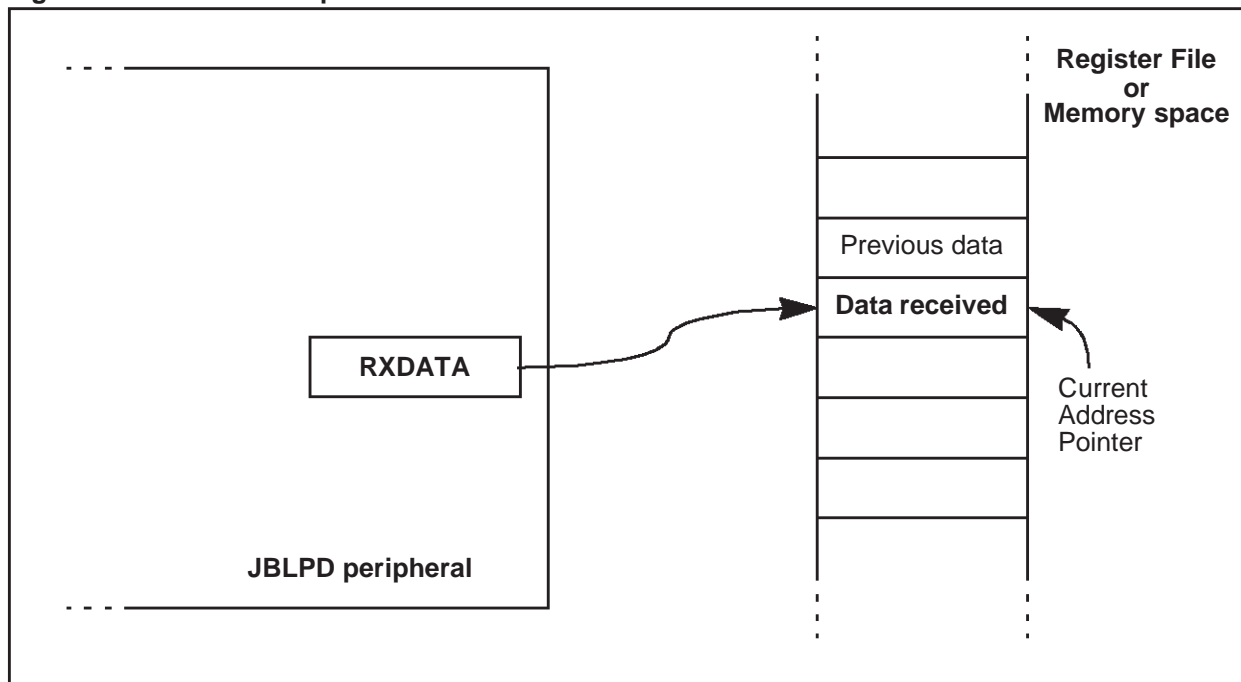 Register File
or
Memory space
Previous data
Data received
RXDATA
Current
Address
Pointer
JBLPD peripheral